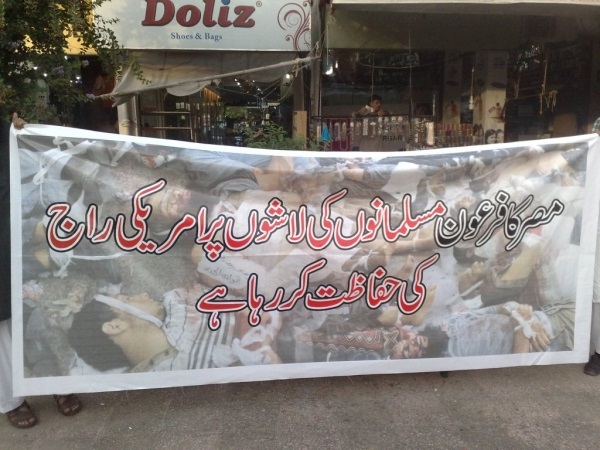 Doliz®
Shoes & Bags
مصر کا فرعون مسلمانوں کی لاشوں پر امریکی راج
کی حفاظت کر رہا ہے